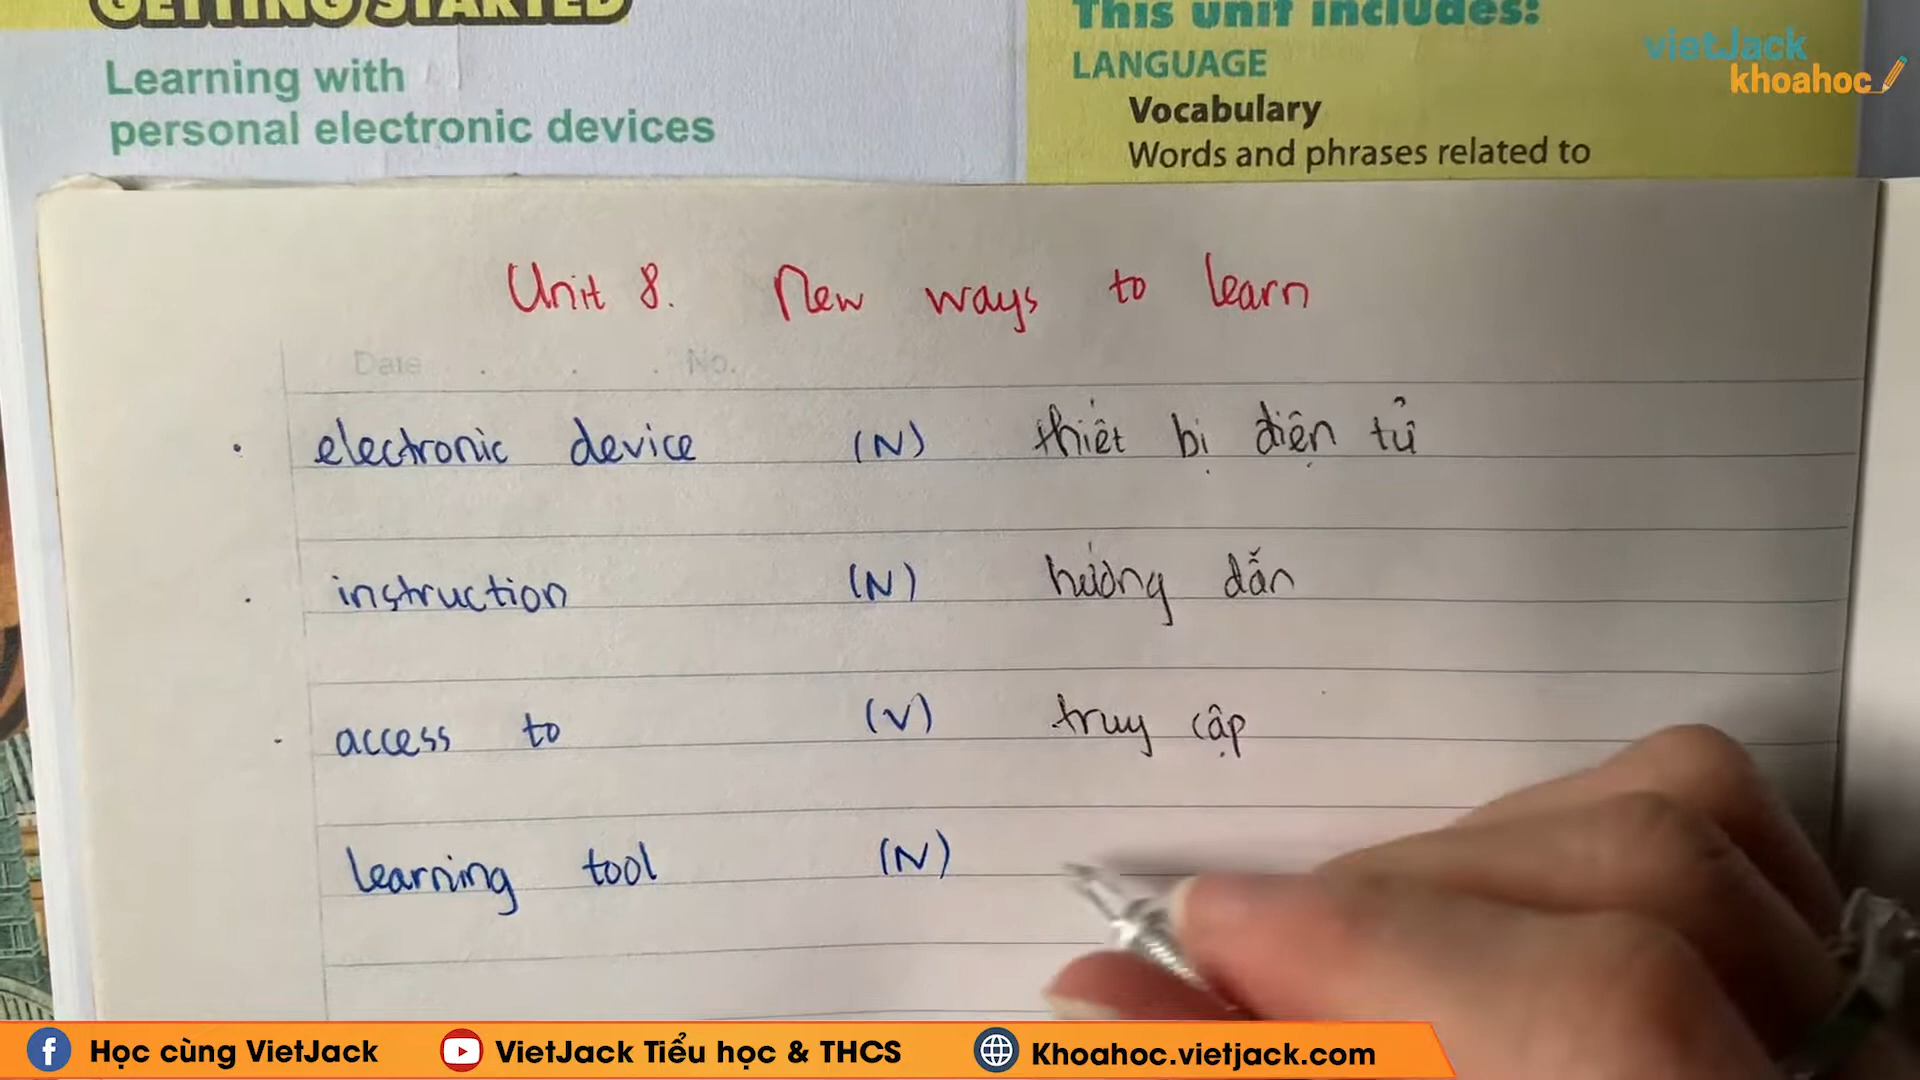 GETTING STARTED
Learning with
personal electronic devices
This unit includes:
LANGUAGE
Vocabulary
Words and phrases related to
vietJack
khoahoc
Unit 8. New ways to learn
Date . . . No.
electronic device (N) thiết bị điện tử
instruction (N) hướng dẫn
access to (V) truy cập
learning tool (N)
Học cùng VietJack
VietJack Tiểu học & THCS
Khoahoc.vietjack.com